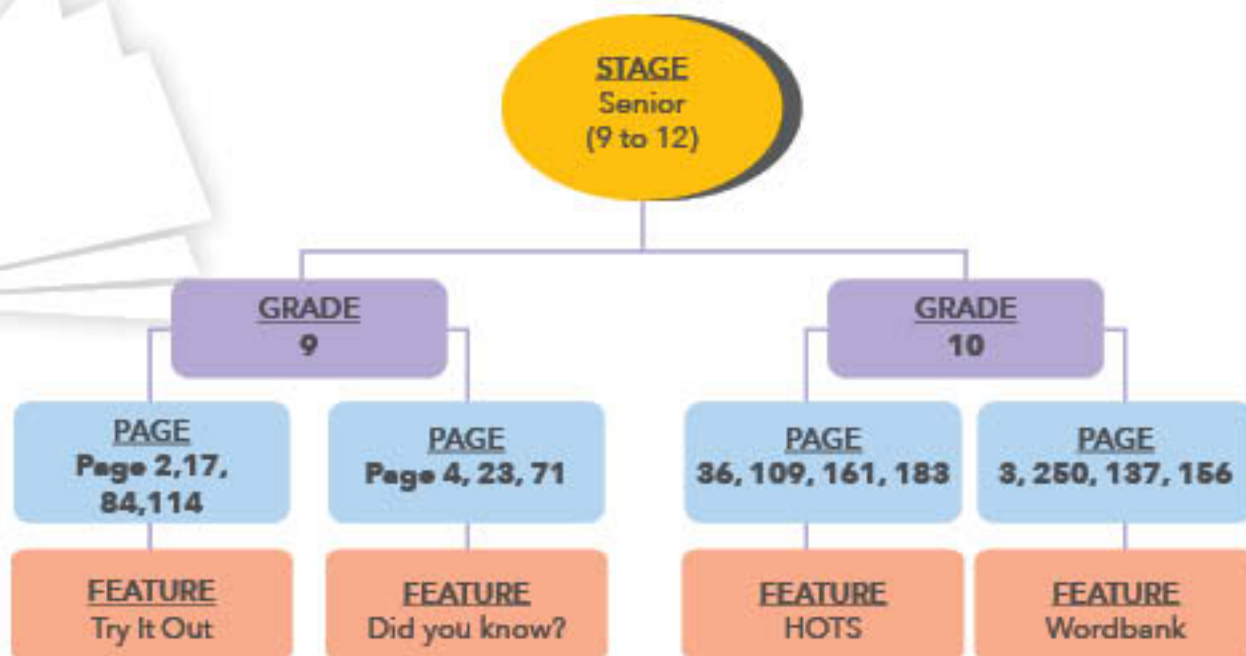 STAGE
Senior
(9 to 12)
GRADE
9
GRADE
10
PAGE
Page 2,17,
84,114
PAGE
Page 4, 23, 71
PAGE
36, 109, 161, 183
PAGE
3, 250, 137, 156
FEATURE
Try It Out
FEATURE
Did you know?
FEATURE
HOTS
FEATURE
Wordbank